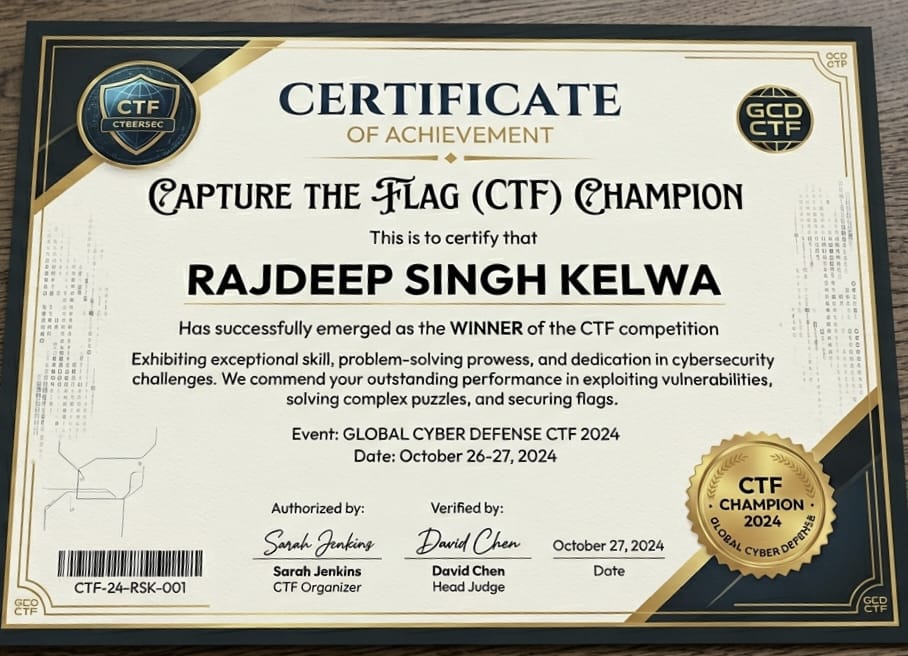 CTF
CTBERSEC
GCD
CTF
OCD
CTP
CERTIFICATE
OF ACHIEVEMENT
CAPTURE THE FLAG (CTF) CHAMPION
This is to certify that
RAJDEEP SINGH KELWA
Has successfully emerged as the WINNER of the CTF competition
Exhibiting exceptional skill, problem-solving prowess, and dedication in cybersecurity
challenges. We commend your outstanding performance in exploiting vulnerabilities,
solving complex puzzles, and securing flags.
Event: GLOBAL CYBER DEFENSE CTF 2024
Date: October 26-27, 2024
Authorized by:
Sarah Jenkins
Sarah Jenkins
CTF Organizer
Verified by:
David Chen
David Chen
Head Judge
October 27, 2024
Date
CTF
CHAMPION
2024
GLOBAL CYBER DEFENSE
CTF-24-RSK-001
GCO
CTF
GCD
CTF